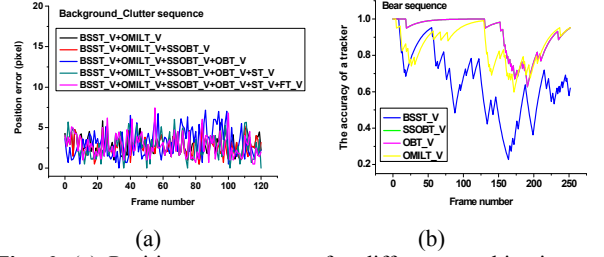 (a)
20
15
10
5
0
Position error (pixel)
Background_Clutter sequence
BSST_V+OMILT_V
BSST_V+OMILT_V+SSOBT_V
BSST_V+OMILT_V+SSOBT_V+OBT_V
BSST_V+OMILT_V+SSOBT_V+OBT_V+ST_V
BSST_V+OMILT_V+SSOBT_V+OBT_V+ST_V+FT_V
0 20 40 60 80 100 120
Frame number
(b)
Bear sequence
1.0
0.8
0.6
0.4
0.2
The accuracy of a tracker
BSST_V
SSOBT_V
OBT_V
OMILT_V
0 50 100 150 200 250
Frame number
(a)
(b)